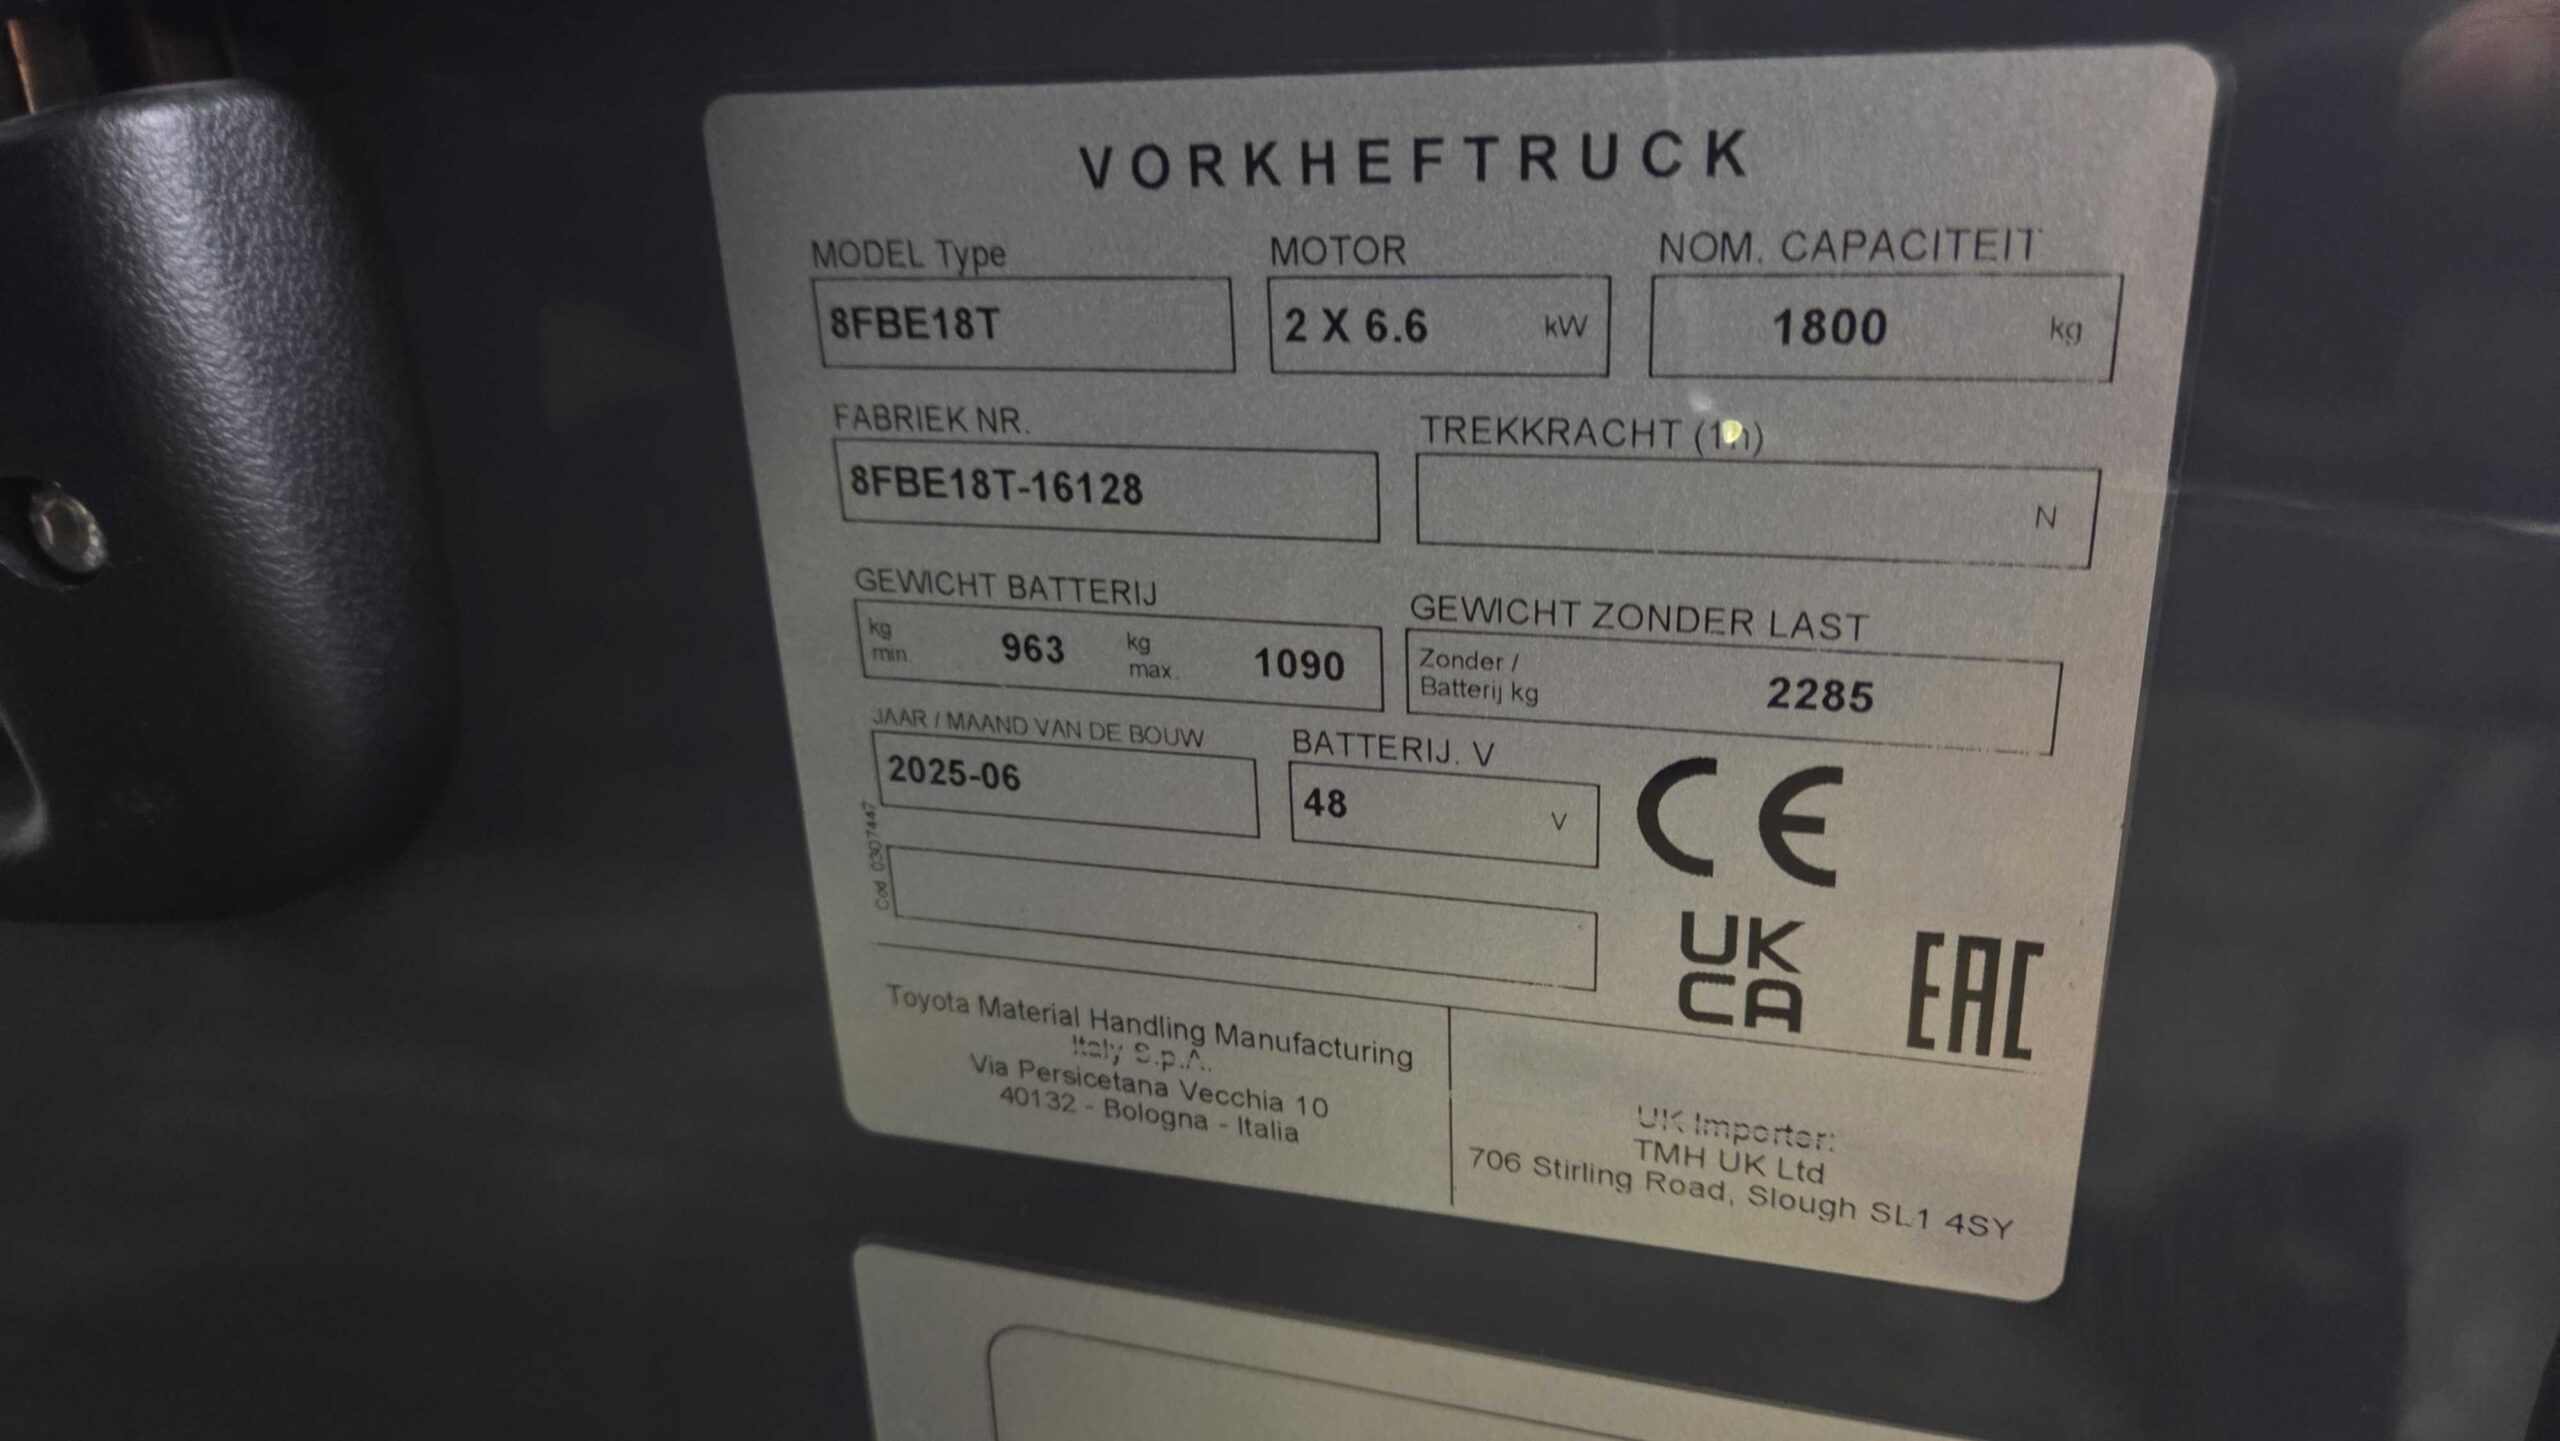 VORKHEFTRUCK
MODEL Type MOTOR NOM. CAPACITEIT
8FBE18T 2 X 6.6 kW 1800 kg
FABRIEK NR. TREKKRACHT (1h)
8FBE18T-16128 N
GEWICHT BATTERIJ GEWICHT ZONDER LAST
kg min. 963 kg max. 1090 Zonder / Batterij kg 2285
JAAR / MAAND VAN DE BOUW BATTERIJ. V
2025-06 48 V
CE
Cod. 0307447
UK
CA EAC
Toyota Material Handling Manufacturing
Italy S.p.A.
Via Persicetana Vecchia 10
40132 - Bologna - Italia
UK Importer:
TMH UK Ltd
706 Stirling Road, Slough SL1 4SY